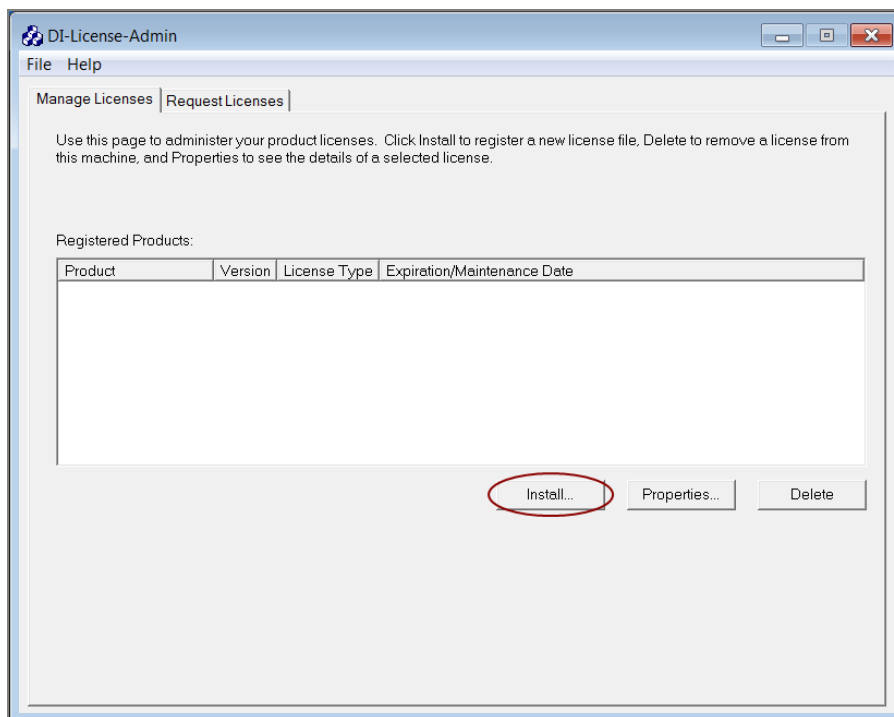 DI-License-Admin
File Help
Manage Licenses Request Licenses
Use this page to administer your product licenses. Click Install to register a new license file, Delete to remove a license from
this machine, and Properties to see the details of a selected license.
Registered Products:
Product Version License Type Expiration/Maintenance Date
Install... Properties... Delete